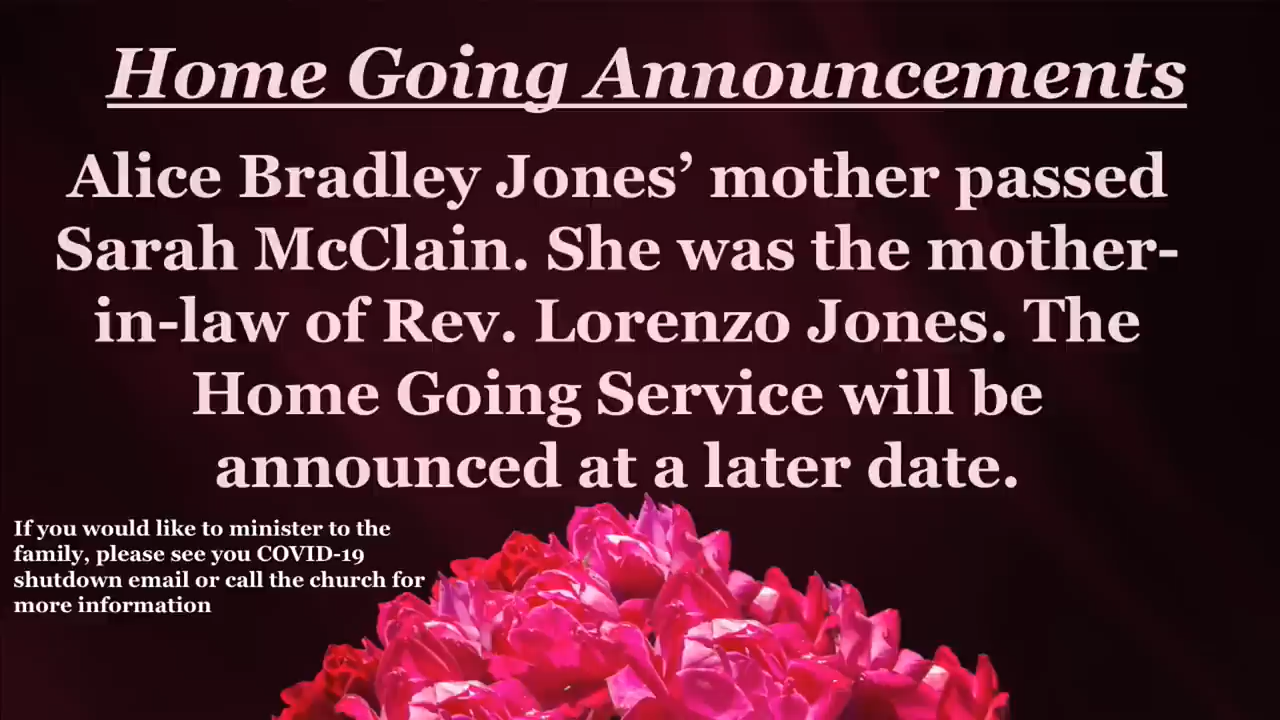 Home Going Announcements
Alice Bradley Jones’ mother passed
Sarah McClain. She was the mother-
in-law of Rev. Lorenzo Jones. The
Home Going Service will be
announced at a later date.
If you would like to minister to the
family, please see you COVID-19
shutdown email or call the church for
more information